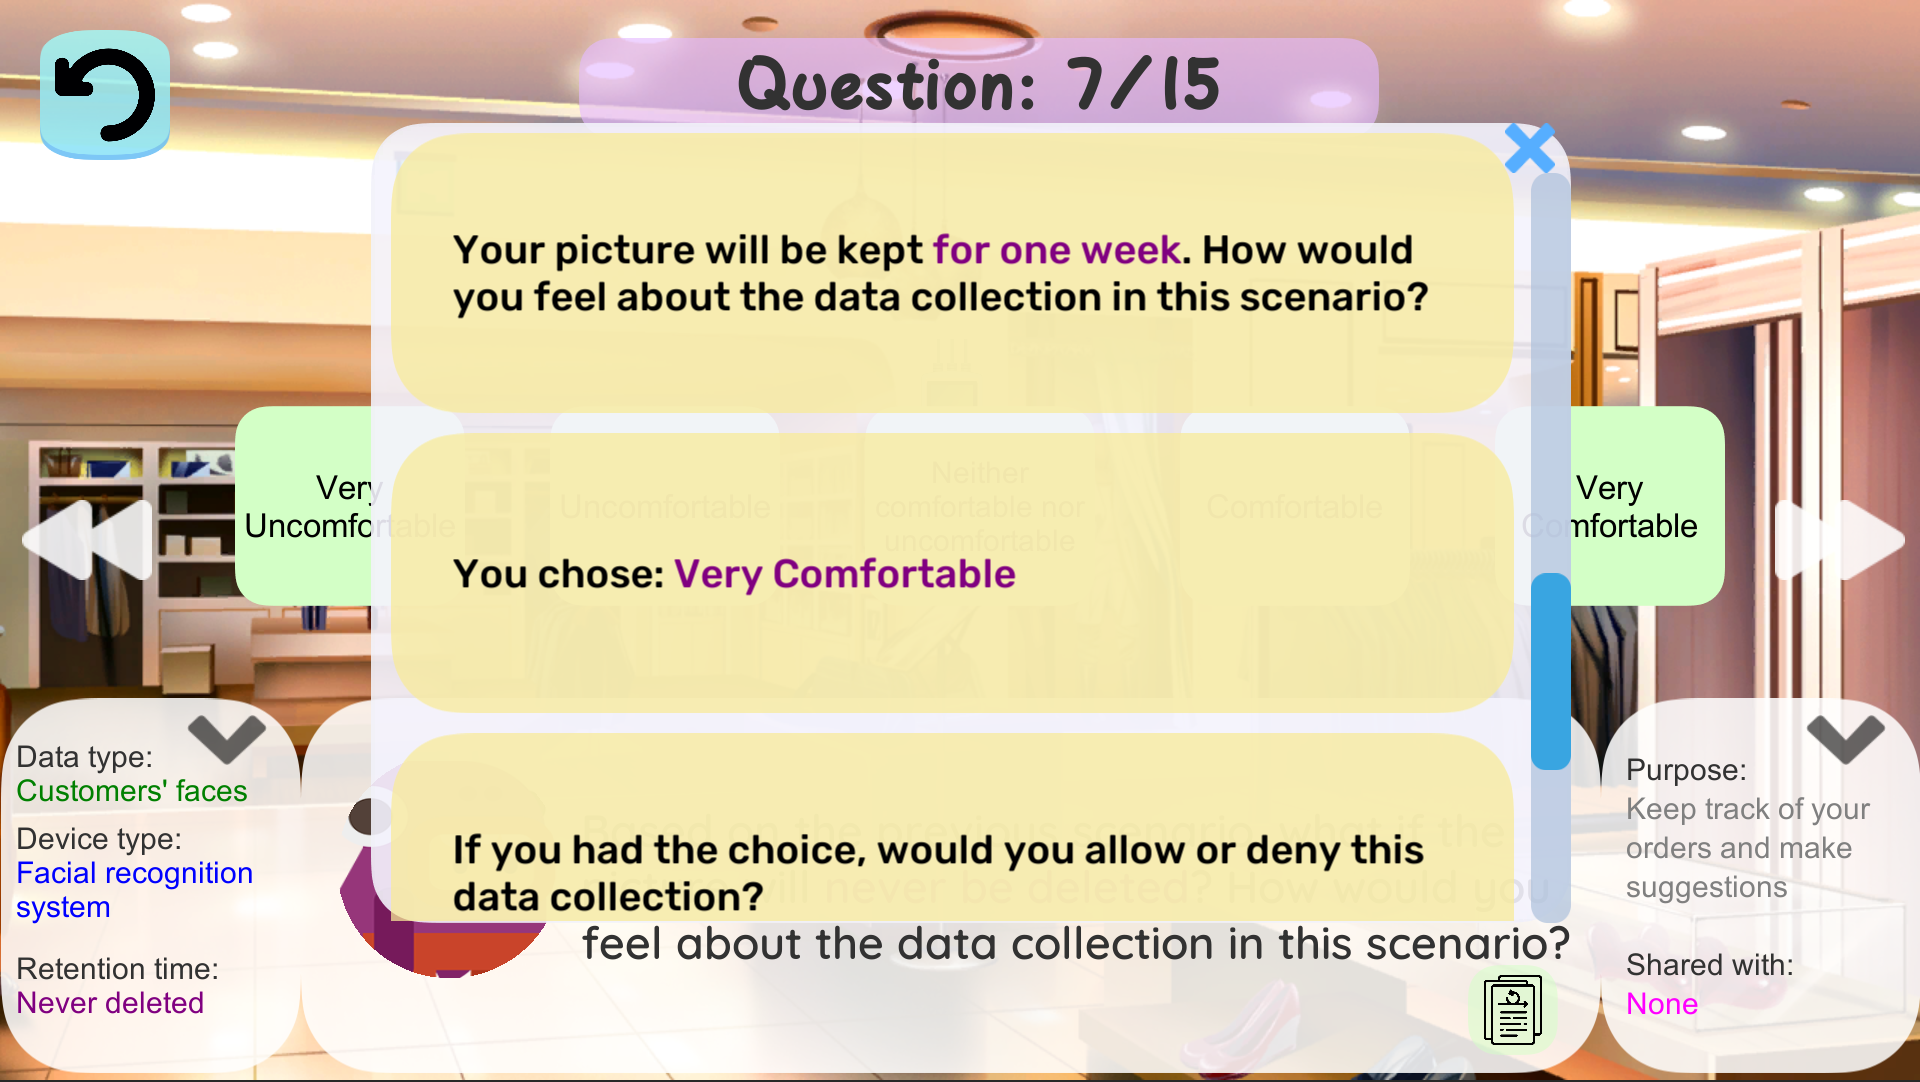 Question: 7/15
Your picture will be kept for one week. How would
you feel about the data collection in this scenario?
Very
Uncomfortable
Uncomfortable
Neither
comfortable nor
uncomfortable
Comfortable
Very
Comfortable
You chose: Very Comfortable
If you had the choice, would you allow or deny this
data collection?
Based on the previous scenario, what if the
picture will never be deleted? How would you
feel about the data collection in this scenario?
Data type:
Customers' faces
Device type:
Facial recognition
system
Retention time:
Never deleted
Purpose:
Keep track of your
orders and make
suggestions
Shared with:
None